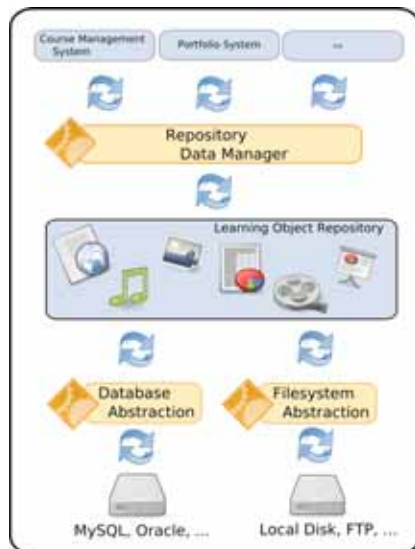 Course Management
System
Portfolio System
...
Repository
Data Manager
Learning Object Repository
Database
Abstraction
Filesystem
Abstraction
MySQL, Oracle, ...
Local Disk, FTP, ...